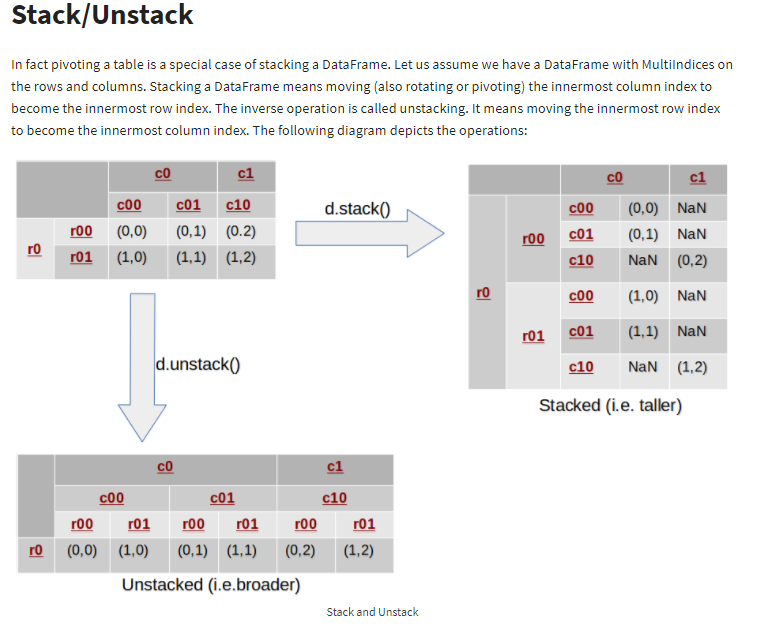 Stack/Unstack
In fact pivoting a table is a special case of stacking a DataFrame. Let us assume we have a DataFrame with MultiIndices on
the rows and columns. Stacking a DataFrame means moving (also rotating or pivoting) the innermost column index to
become the innermost row index. The inverse operation is called unstacking. It means moving the innermost row index
to become the innermost column index. The following diagram depicts the operations:
c0 c1
c00 c01 c10
r0
r00 (0,0) (0,1) (0.2)
r01 (1,0) (1,1) (1,2)
d.stack()
c0 c1
r0
r00
c00 (0,0) NaN
c01 (0,1) NaN
c10 NaN (0,2)
r01
c00 (1,0) NaN
c01 (1,1) NaN
c10 NaN (1,2)
Stacked (i.e. taller)
d.unstack()
c0 c1
c00 c01 c10
r00 r01 r00 r01 r00 r01
r0 (0,0) (1,0) (0,1) (1,1) (0,2) (1,2)
Unstacked (i.e.broader)
Stack and Unstack